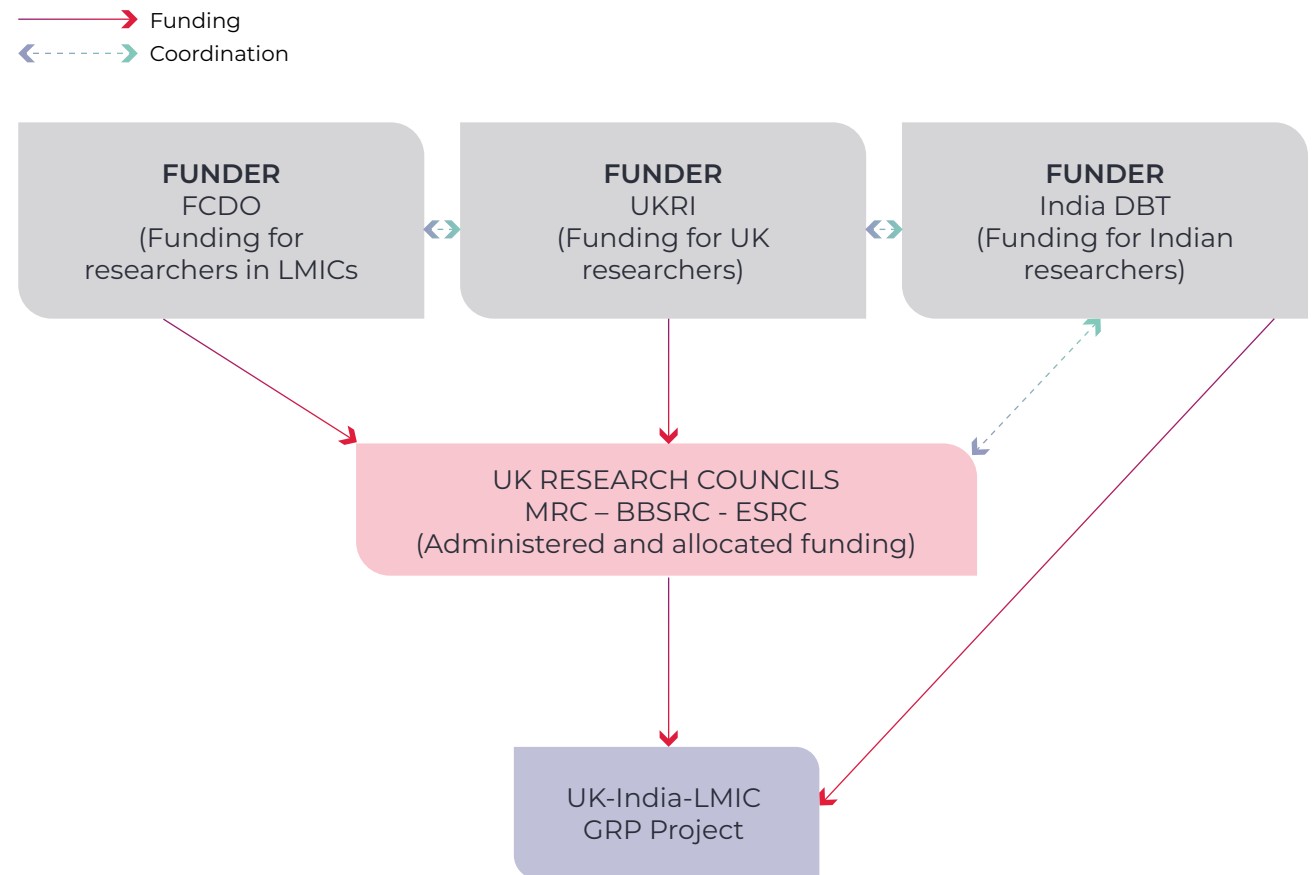 Funding
Coordination
FUNDER
FCDO
(Funding for
researchers in LMICs
FUNDER
UKRI
(Funding for UK
researchers)
FUNDER
India DBT
(Funding for Indian
researchers)
UK RESEARCH COUNCILS
MRC – BBSRC - ESRC
(Administered and allocated funding)
UK-India-LMIC
GRP Project